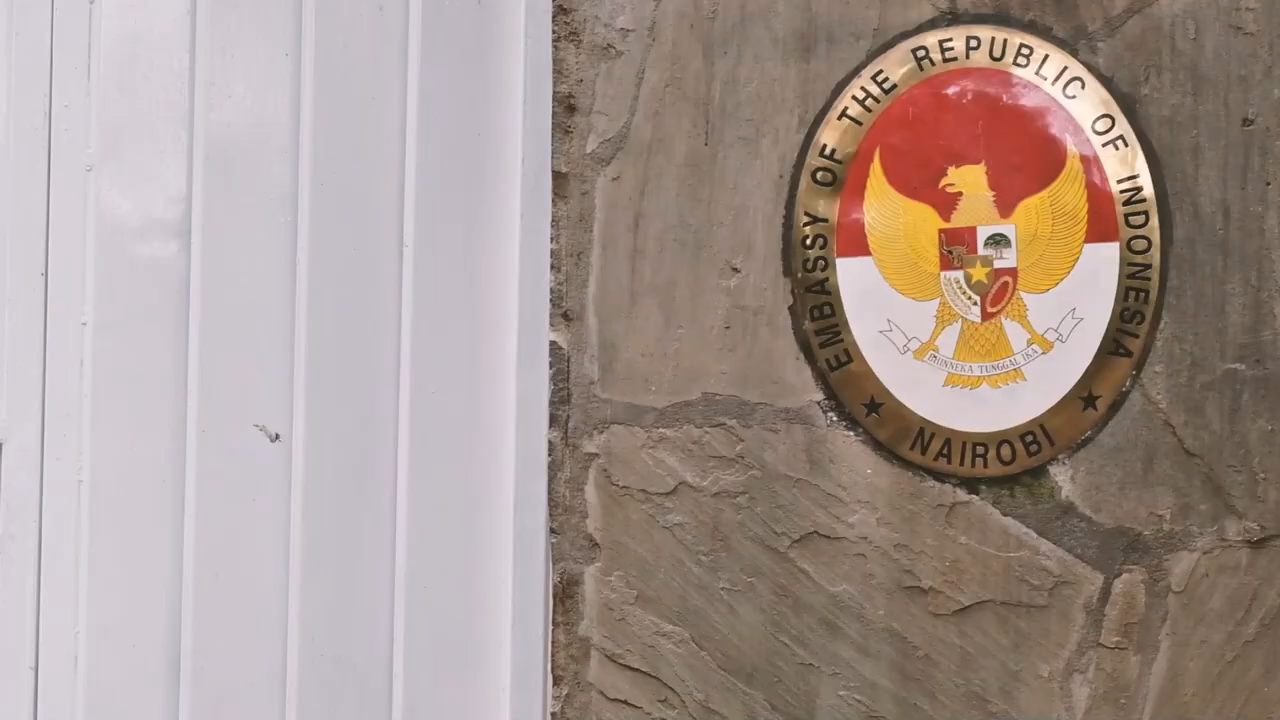 EMBASSY OF THE REPUBLIC OF INDONESIA
BHINNEKA TUNGGAL IKA
NAIROBI